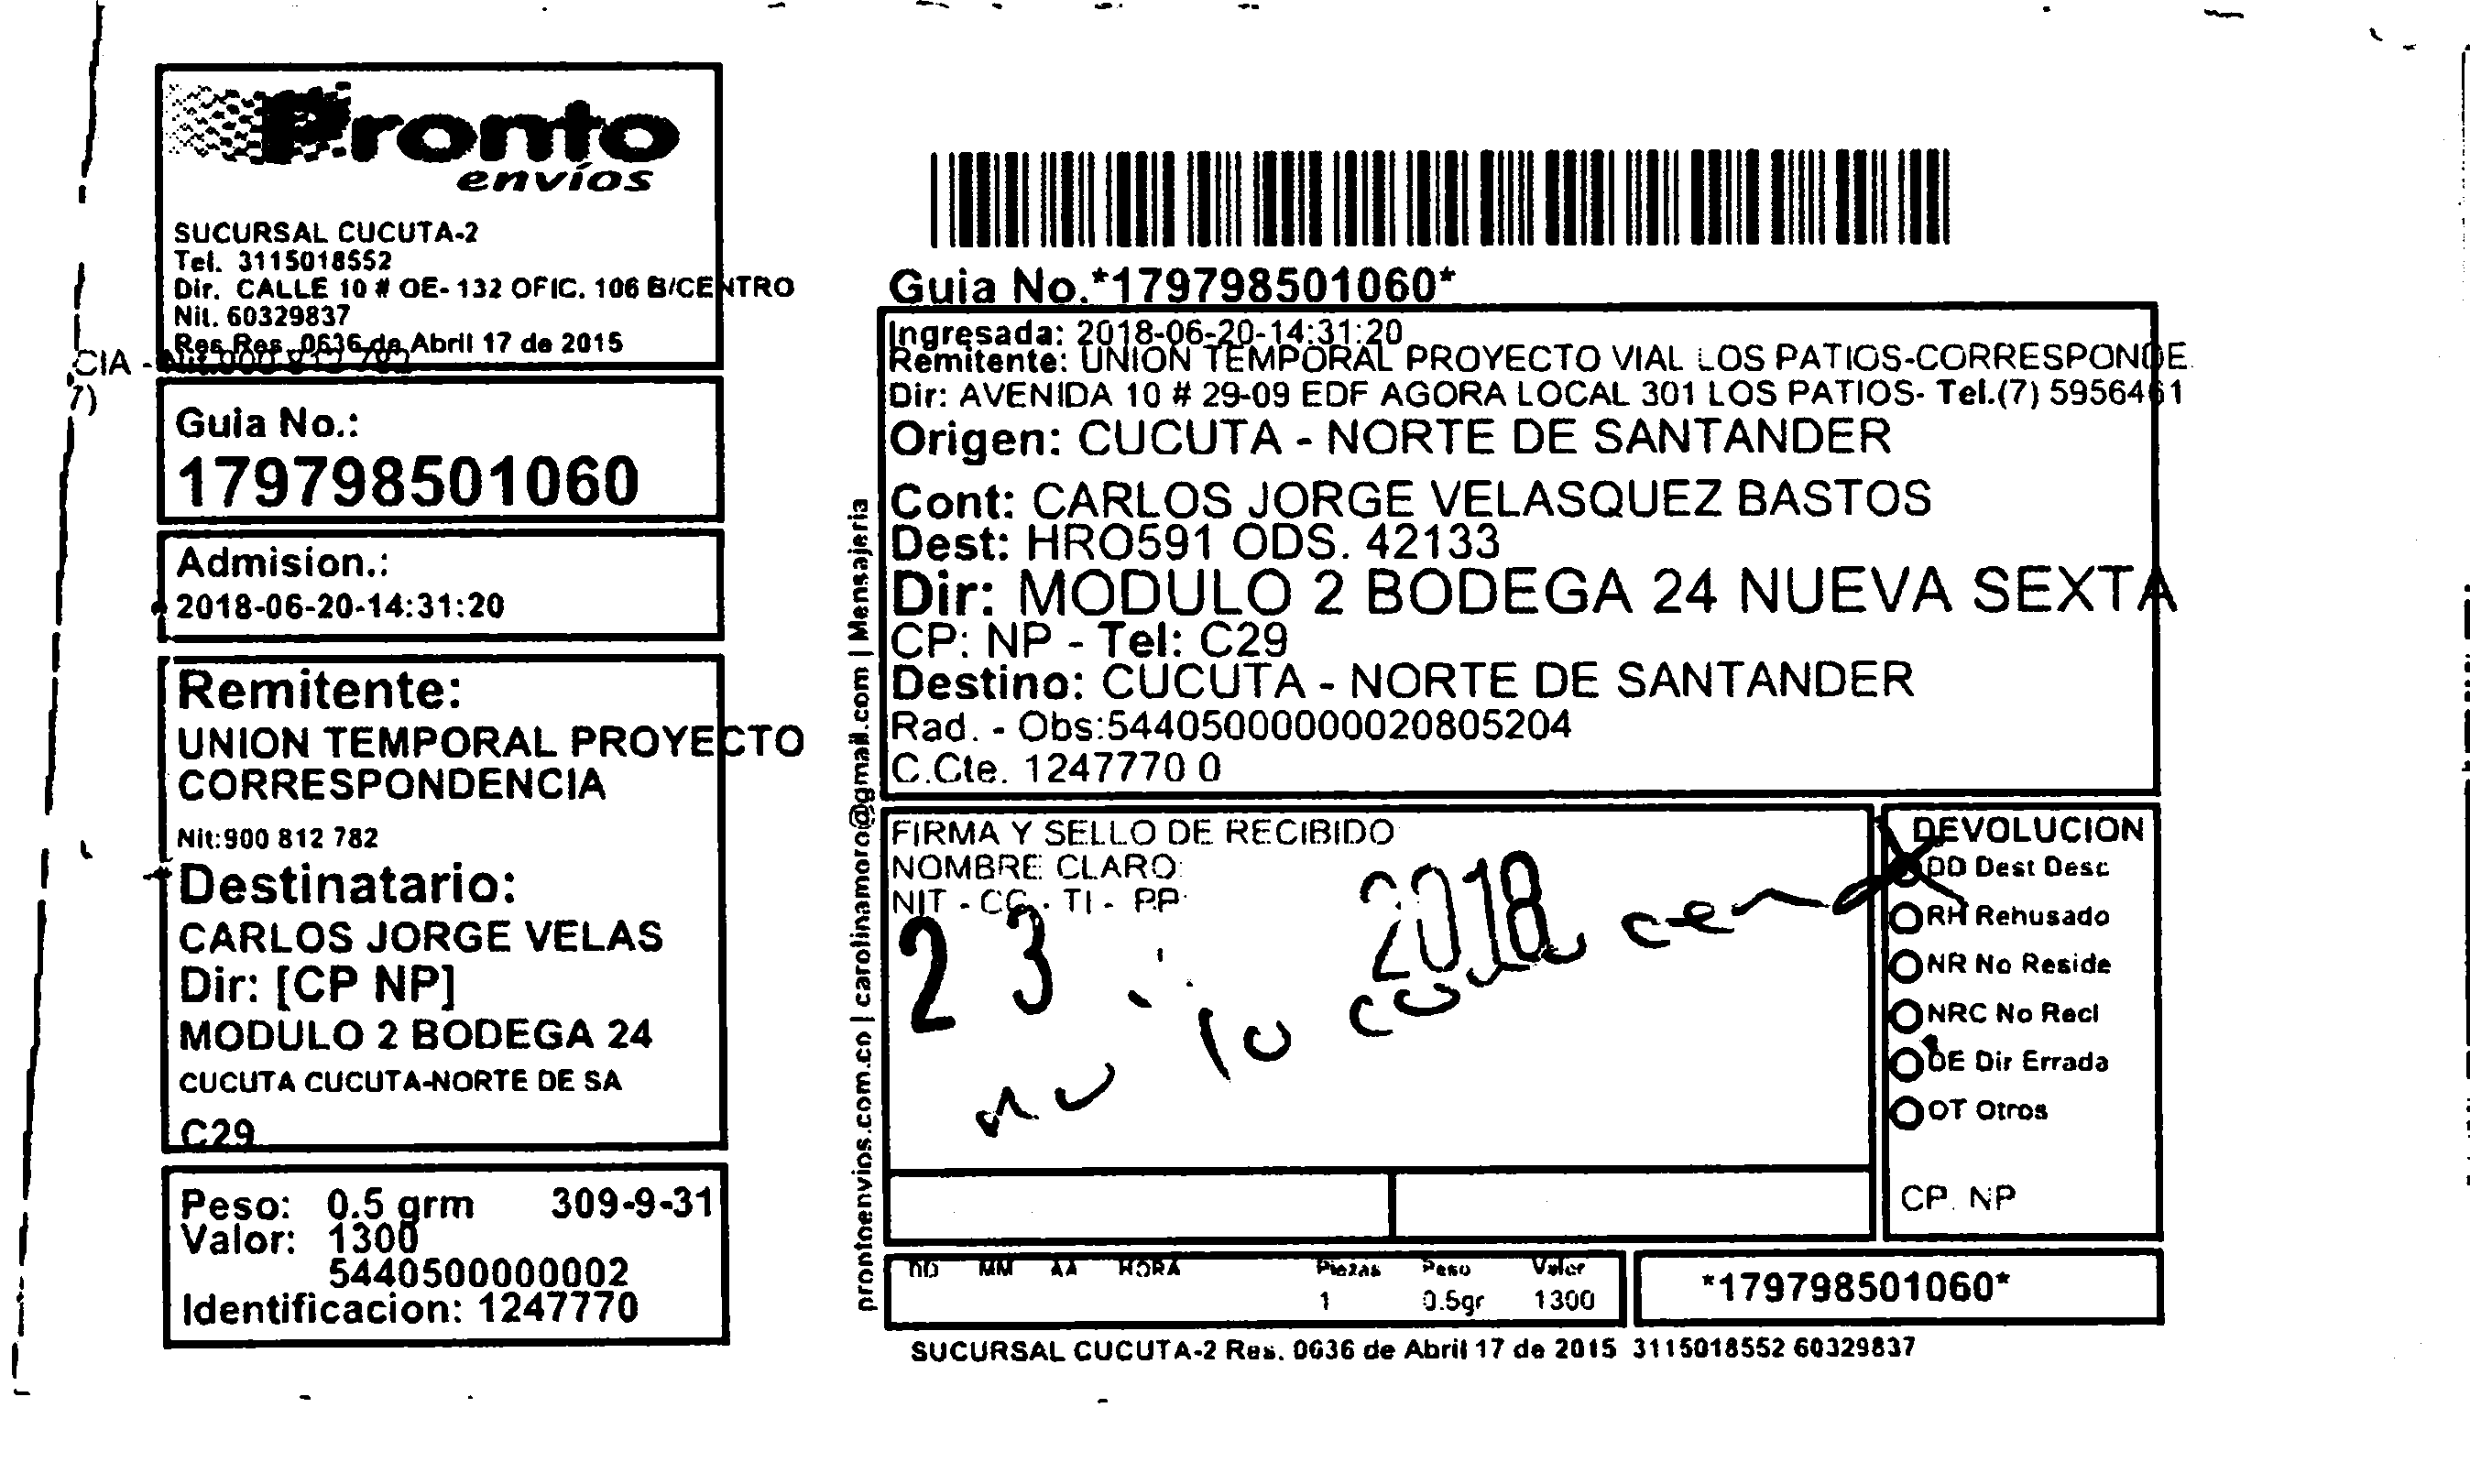 Pronto
envíos
SUCURSAL CUCUTA-2
Tel. 3115018552
Dir. CALLE 10 # OE-132 OFIC. 106 B/CENTRO
Nit. 60329837
Res Res. 0636 de Abril 17 de 2015
CIA - Nit.900 812 782
7)
Guia No.:
179798501060
Admision.:
2018-06-20-14:31:20
Remitente:
UNION TEMPORAL PROYECTO
CORRESPONDENCIA
Nit:900 812 782
Destinatario:
CARLOS JORGE VELAS
Dir: [CP NP]
MODULO 2 BODEGA 24
CUCUTA CUCUTA-NORTE DE SA
C29
Peso: 0.5 grm 309-9-31
Valor: 1300
5440500000002
Identificacion: 1247770
prontoenvios.com.co | carolinamoro@gmail.com | Mensajeria
Guia No.*179798501060*
Ingresada: 2018-06-20-14:31:20
Remitente: UNION TEMPORAL PROYECTO VIAL LOS PATIOS-CORRESPONDE
Dir: AVENIDA 10 # 29-09 EDF AGORA LOCAL 301 LOS PATIOS- Tel.(7) 5956461
Origen: CUCUTA - NORTE DE SANTANDER
Cont: CARLOS JORGE VELASQUEZ BASTOS
Dest: HRO591 ODS. 42133
Dir: MODULO 2 BODEGA 24 NUEVA SEXTA
CP: NP - Tel: C29
Destino: CUCUTA - NORTE DE SANTANDER
Rad. - Obs:544050000000020805204
C.Cte. 1247770 0
FIRMA Y SELLO DE RECIBIDO
NOMBRE CLARO:
NIT - CC - TI - PP:
23 2018
no lo
DEVOLUCION
DD Dest Desc
RH Rehusado
NR No Reside
NRC No Recl
DE Dir Errada
OT Otros
CP. NP
DD MM AA HORA Piezas Peso Valor
1 0.5gr 1300
*179798501060*
SUCURSAL CUCUTA-2 Res. 0636 de Abril 17 de 2015 3115018552 60329837